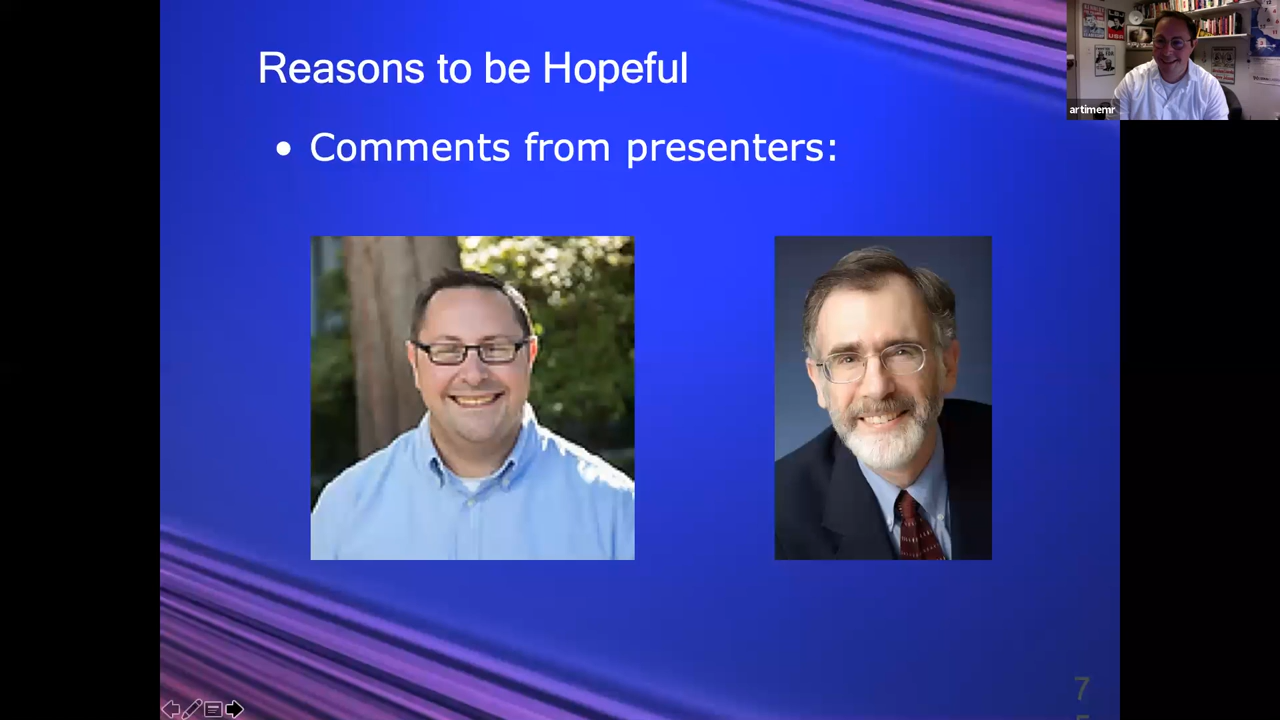 Reasons to be Hopeful
• Comments from presenters:
artimemr
7